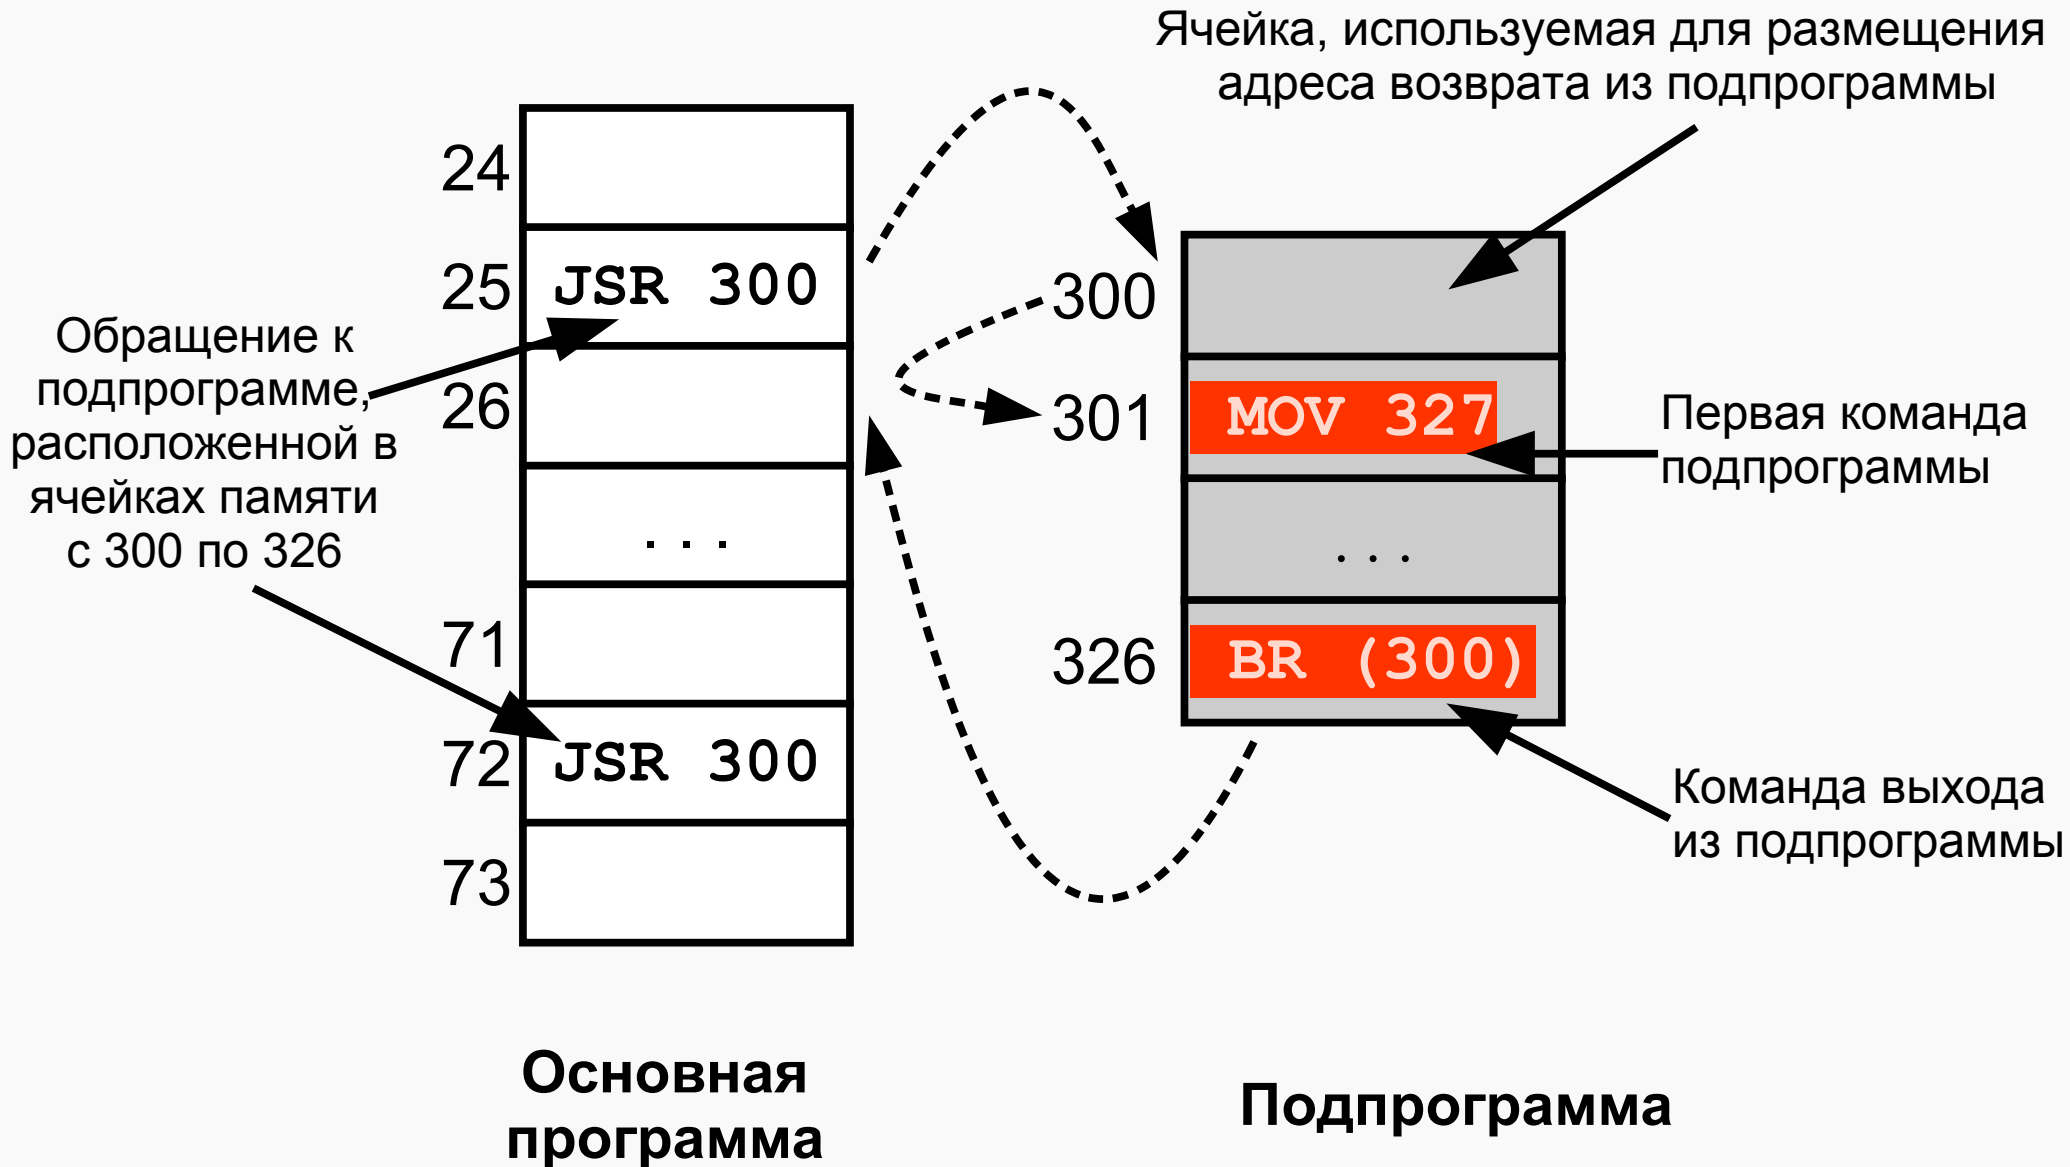 Ячейка, используемая для размещения
адреса возврата из подпрограммы
24
25 JSR 300
26
. . .
71
72 JSR 300
73
Обращение к
подпрограмме,
расположенной в
ячейках памяти
с 300 по 326
300
301 MOV 327
. . .
326 BR (300)
Первая команда
подпрограммы
Команда выхода
из подпрограммы
Основная
программа
Подпрограмма